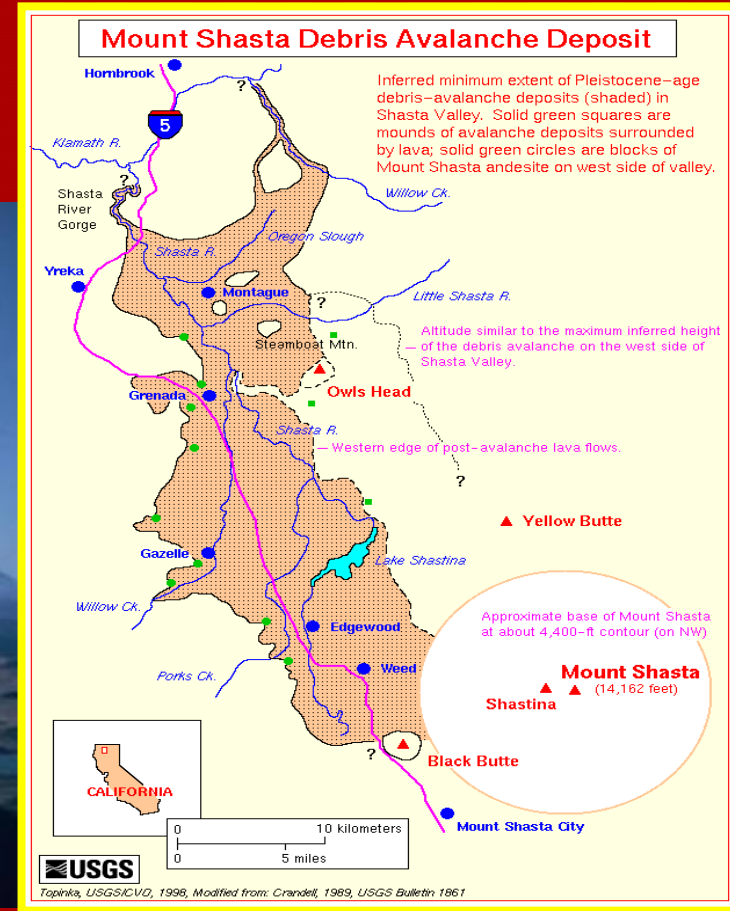 Mount Shasta Debris Avalanche Deposit
Hornbrook
?
Inferred minimum extent of Pleistocene-age
debris-avalanche deposits (shaded) in
Shasta Valley. Solid green squares are
mounds of avalanche deposits surrounded
by lava; solid green circles are blocks of
Mount Shasta andesite on west side of valley.
5
Klamath R.
?
Shasta
River
Gorge
Willow Ck.
Oregon Slough
Shasta R.
Yreka
Montague
?
Little Shasta R.
Altitude similar to the maximum inferred height
of the debris avalanche on the west side of
Shasta Valley.
Steamboat Mtn.
Owls Head
Grenada
Shasta R.
Western edge of post-avalanche lava flows.
?
Yellow Butte
Gazelle
Lake Shastina
Willow Ck.
Edgewood
Approximate base of Mount Shasta
at about 4,400-ft contour (on NW)
Porks Ck.
Weed
Mount Shasta
(14,162 feet)
Shastina
?
Black Butte
CALIFORNIA
Mount Shasta City
0 10 kilometers
0 5 miles
USGS
Topinka, USGS/CVO, 1998, Modified from: Crandell, 1989, USGS Bulletin 1861